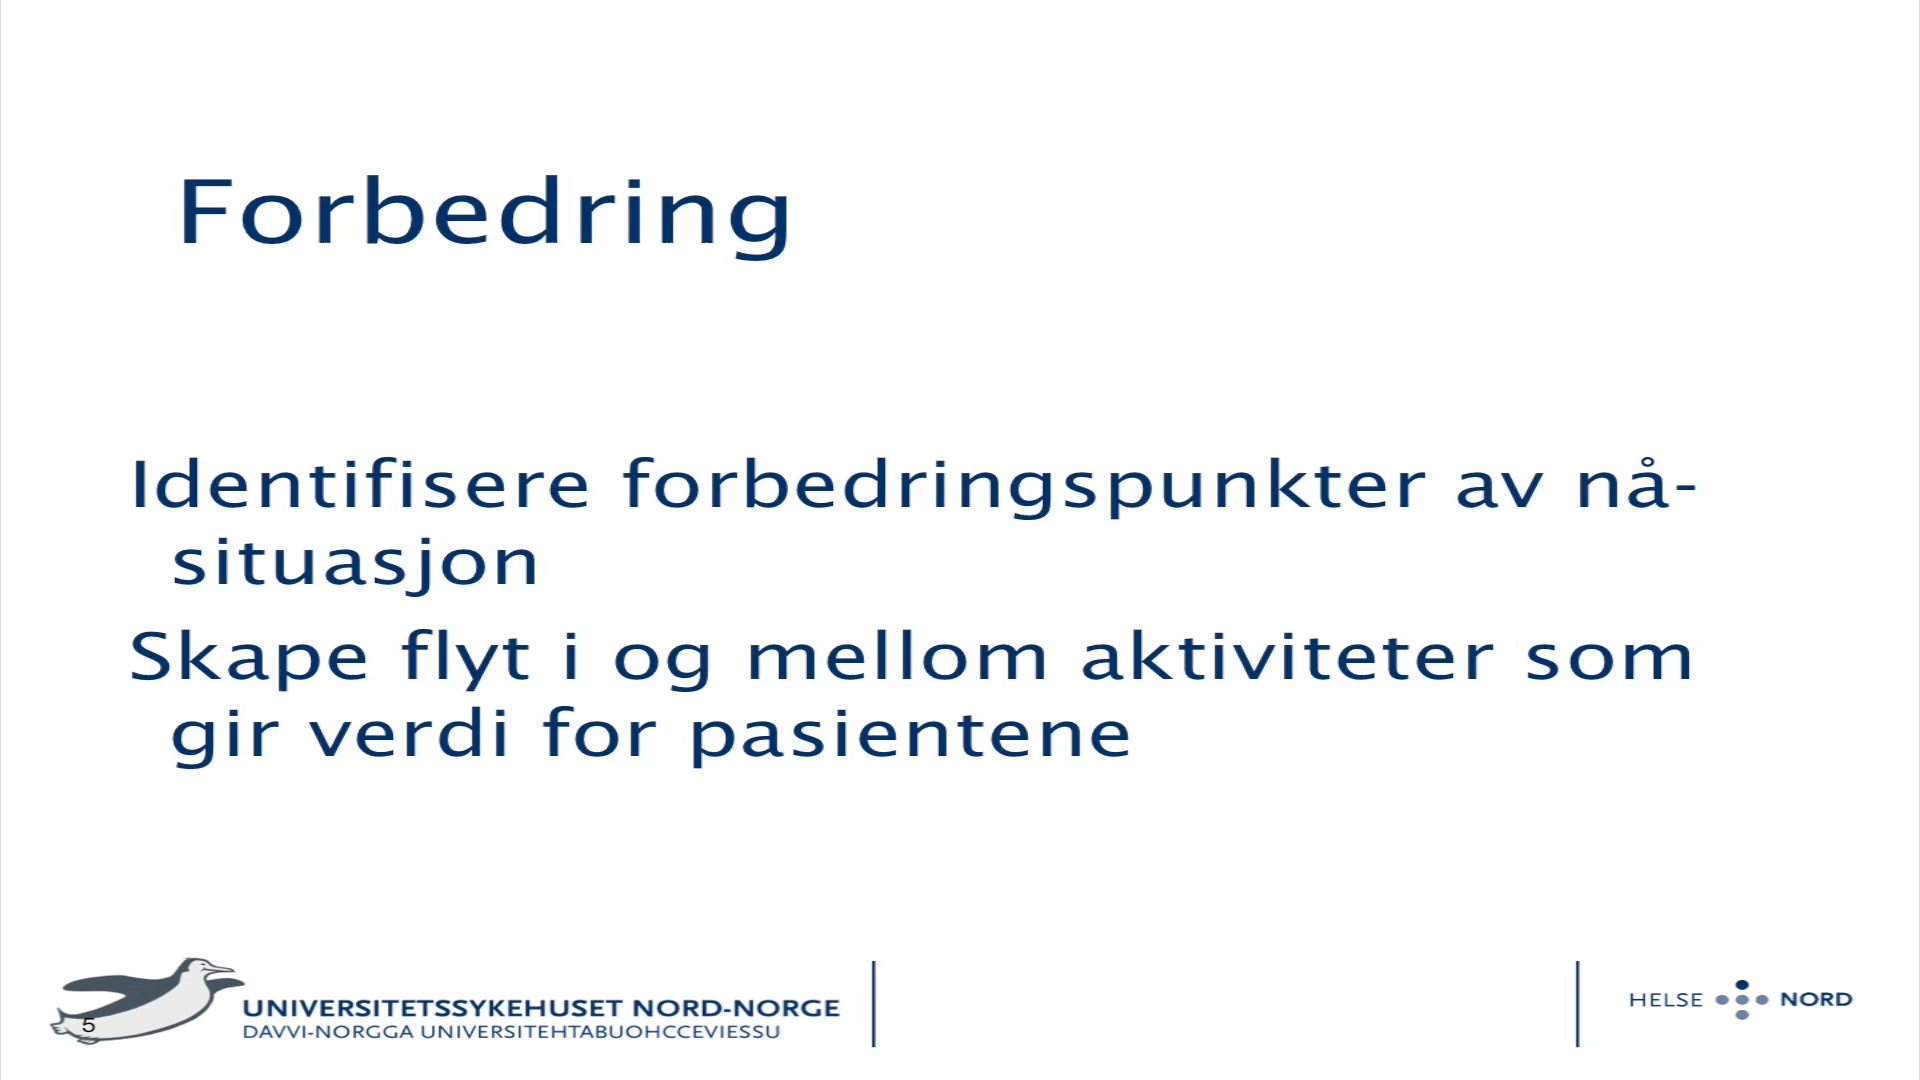 Forbedring
Identifisere forbedringspunkter av nå-
situasjon
Skape flyt i og mellom aktiviteter som
gir verdi for pasientene
5
UNIVERSITETSSYKEHUSET NORD-NORGE
DAVVI-NORGGA UNIVERSITEHTABUOHCCEVIESSU
HELSE NORD